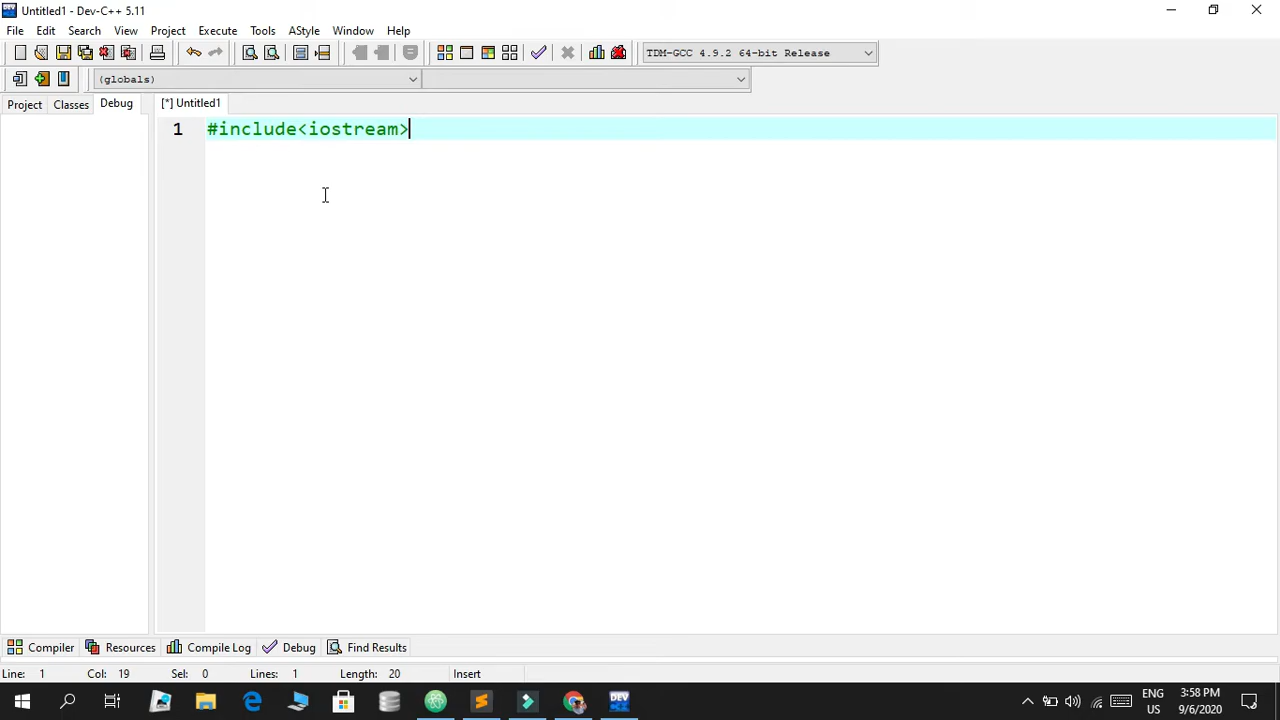 Untitled1 - Dev-C++ 5.11
File Edit Search View Project Execute Tools AStyle Window Help
TDM-GCC 4.9.2 64-bit Release
(globals)
Project Classes Debug [*] Untitled1
1 #include<iostream>
Compiler Resources Compile Log Debug Find Results
Line: 1 Col: 19 Sel: 0 Lines: 1 Length: 20 Insert
DEV
ENG 3:58 PM
US 9/6/2020